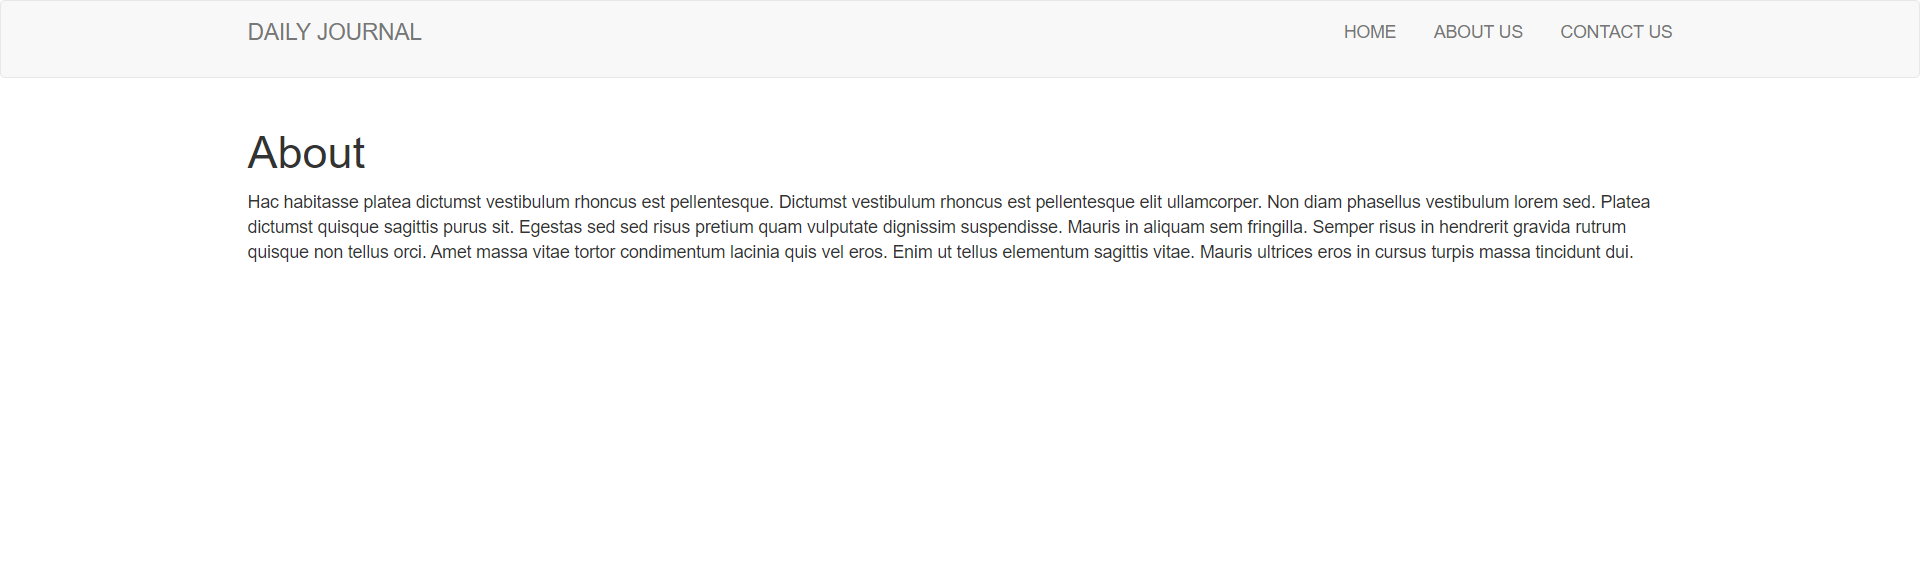 DAILY JOURNAL
HOME ABOUT US CONTACT US
About
Hac habitasse platea dictumst vestibulum rhoncus est pellentesque. Dictumst vestibulum rhoncus est pellentesque elit ullamcorper. Non diam phasellus vestibulum lorem sed. Platea
dictumst quisque sagittis purus sit. Egestas sed sed risus pretium quam vulputate dignissim suspendisse. Mauris in aliquam sem fringilla. Semper risus in hendrerit gravida rutrum
quisque non tellus orci. Amet massa vitae tortor condimentum lacinia quis vel eros. Enim ut tellus elementum sagittis vitae. Mauris ultrices eros in cursus turpis massa tincidunt dui.